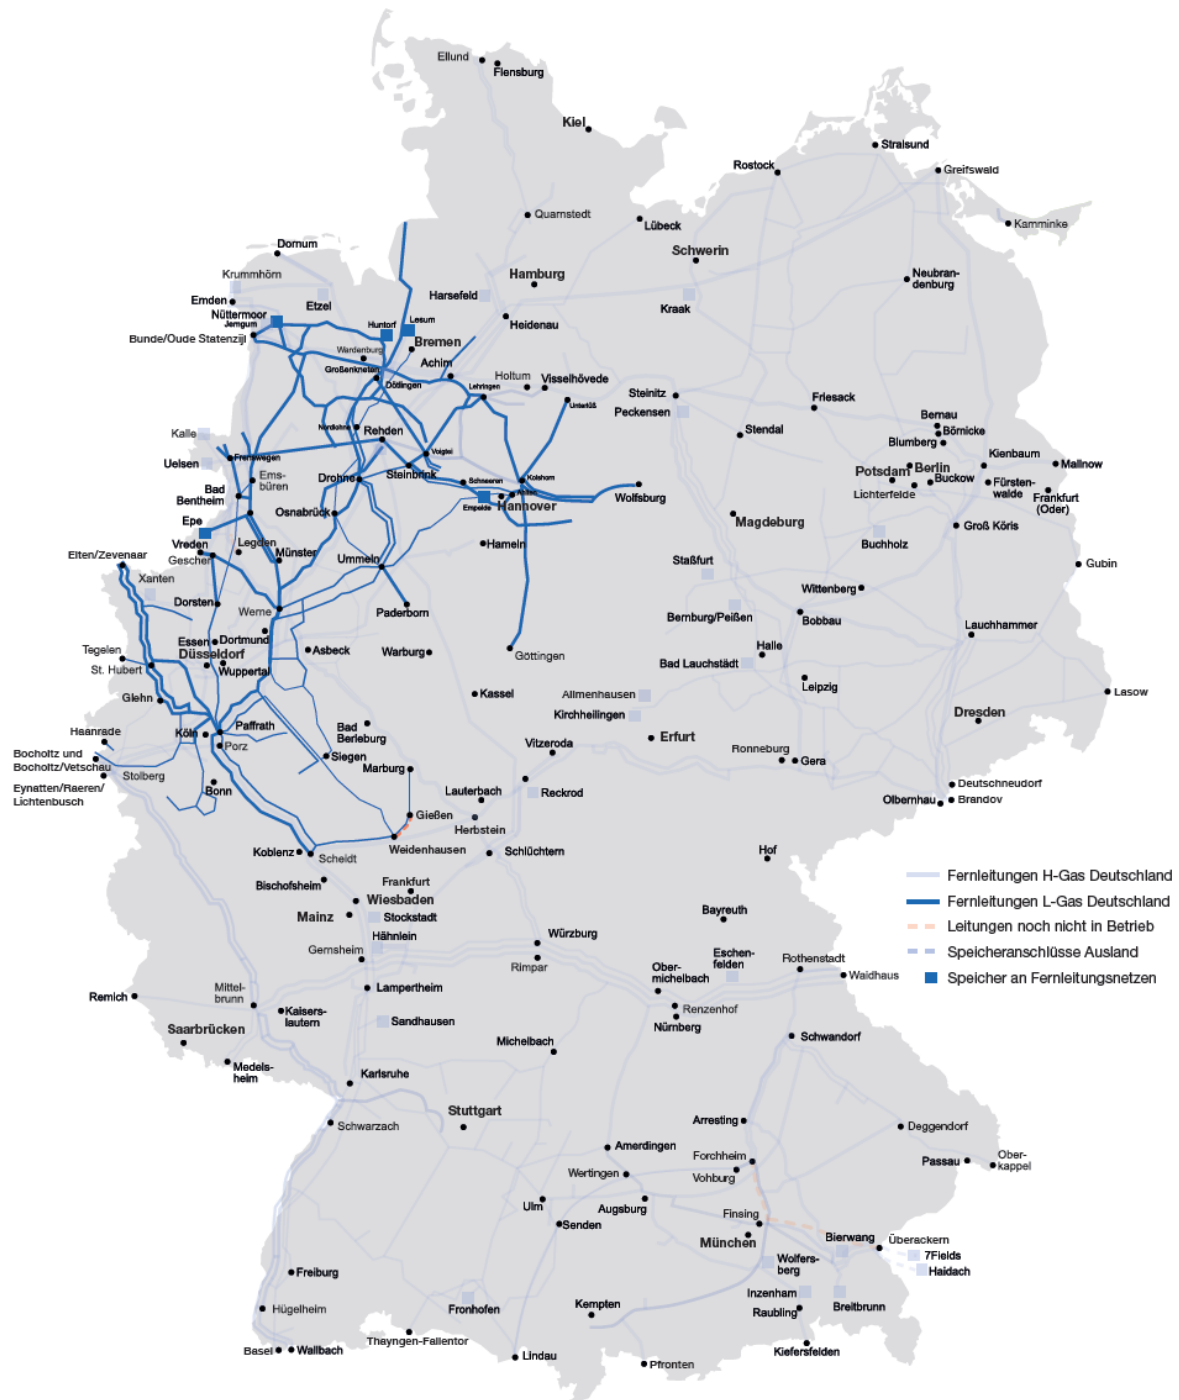 Ellund
Flensburg
Kiel
Stralsund
Rostock
Greifswald
Quarnstedt
Lübeck
Kamminke
Dornum
Schwerin
Krummhörn
Hamburg
Neubran-
denburg
Emden
Etzel
Harsefeld
Kraak
Nüttermoor
Jemgum
Huntorf
Lesum
Heidenau
Bunde/Oude Statenzijl
Wardenburg
Bremen
Großenkneten
Achim
Dötlingen
Holtum
Visselhövede
Lehringen
Unterlüß
Steinitz
Peckensen
Friesack
Bernau
Börnicke
Blumberg
Kalle
Nordlohne
Rehden
Stendal
Uelsen
Frenswegen
Voigtei
Kienbaum
Mallnow
Ems-
büren
Drohne
Steinbrink
Schneeren
Kolshorn
Potsdam
Berlin
Buckow
Lichterfelde
Fürsten-
walde
Frankfurt
(Oder)
Bad
Bentheim
Wolfsburg
Ahlten
Empelde
Hannover
Osnabrück
Epe
Magdeburg
Groß Köris
Buchholz
Vreden
Legden
Münster
Hameln
Elten/Zevenaar
Gescher
Ummeln
Gubin
Xanten
Staßfurt
Dorsten
Werne
Paderborn
Wittenberg
Bernburg/Peißen
Bobbau
Essen
Dortmund
Lauchhammer
Tegelen
Düsseldorf
Asbeck
Warburg
Göttingen
Halle
St. Hubert
Wuppertal
Bad Lauchstädt
Glehn
Kassel
Allmenhausen
Leipzig
Lasow
Kirchheilingen
Dresden
Haanrade
Köln
Paffrath
Bad
Berleburg
Porz
Vitzeroda
Erfurt
Ronneburg
Gera
Bocholtz und
Bocholtz/Vetschau
Siegen
Stolberg
Marburg
Eynatten/Raeren/
Lichtenbusch
Bonn
Lauterbach
Reckrod
Deutschneudorf
Olbernhau
Brandov
Gießen
Herbstein
Koblenz
Scheidt
Weidenhausen
Schlüchtern
Hof
Fernleitungen H-Gas Deutschland
Bischofsheim
Frankfurt
Wiesbaden
Fernleitungen L-Gas Deutschland
Mainz
Stockstadt
Bayreuth
Leitungen noch nicht in Betrieb
Hähnlein
Würzburg
Gernsheim
Eschen-
felden
Speicheranschlüsse Ausland
Rimpar
Ober-
michelbach
Rothenstadt
Waidhaus
Speicher an Fernleitungsnetzen
Remich
Mittel-
brunn
Lampertheim
Kaisers-
lautern
Renzenhof
Sandhausen
Nürnberg
Saarbrücken
Michelbach
Schwandorf
Medels-
heim
Karlsruhe
Stuttgart
Schwarzach
Arresting
Deggendorf
Amerdingen
Forchheim
Passau
Ober-
kappel
Wertingen
Vohburg
Ulm
Augsburg
Finsing
Senden
München
Bierwang
Überackern
7Fields
Wolfers-
berg
Haidach
Freiburg
Inzenham
Hügelheim
Fronhofen
Kempten
Raubling
Breitbrunn
Thayngen-Fallentor
Basel
Wallbach
Lindau
Pfronten
Kiefersfelden